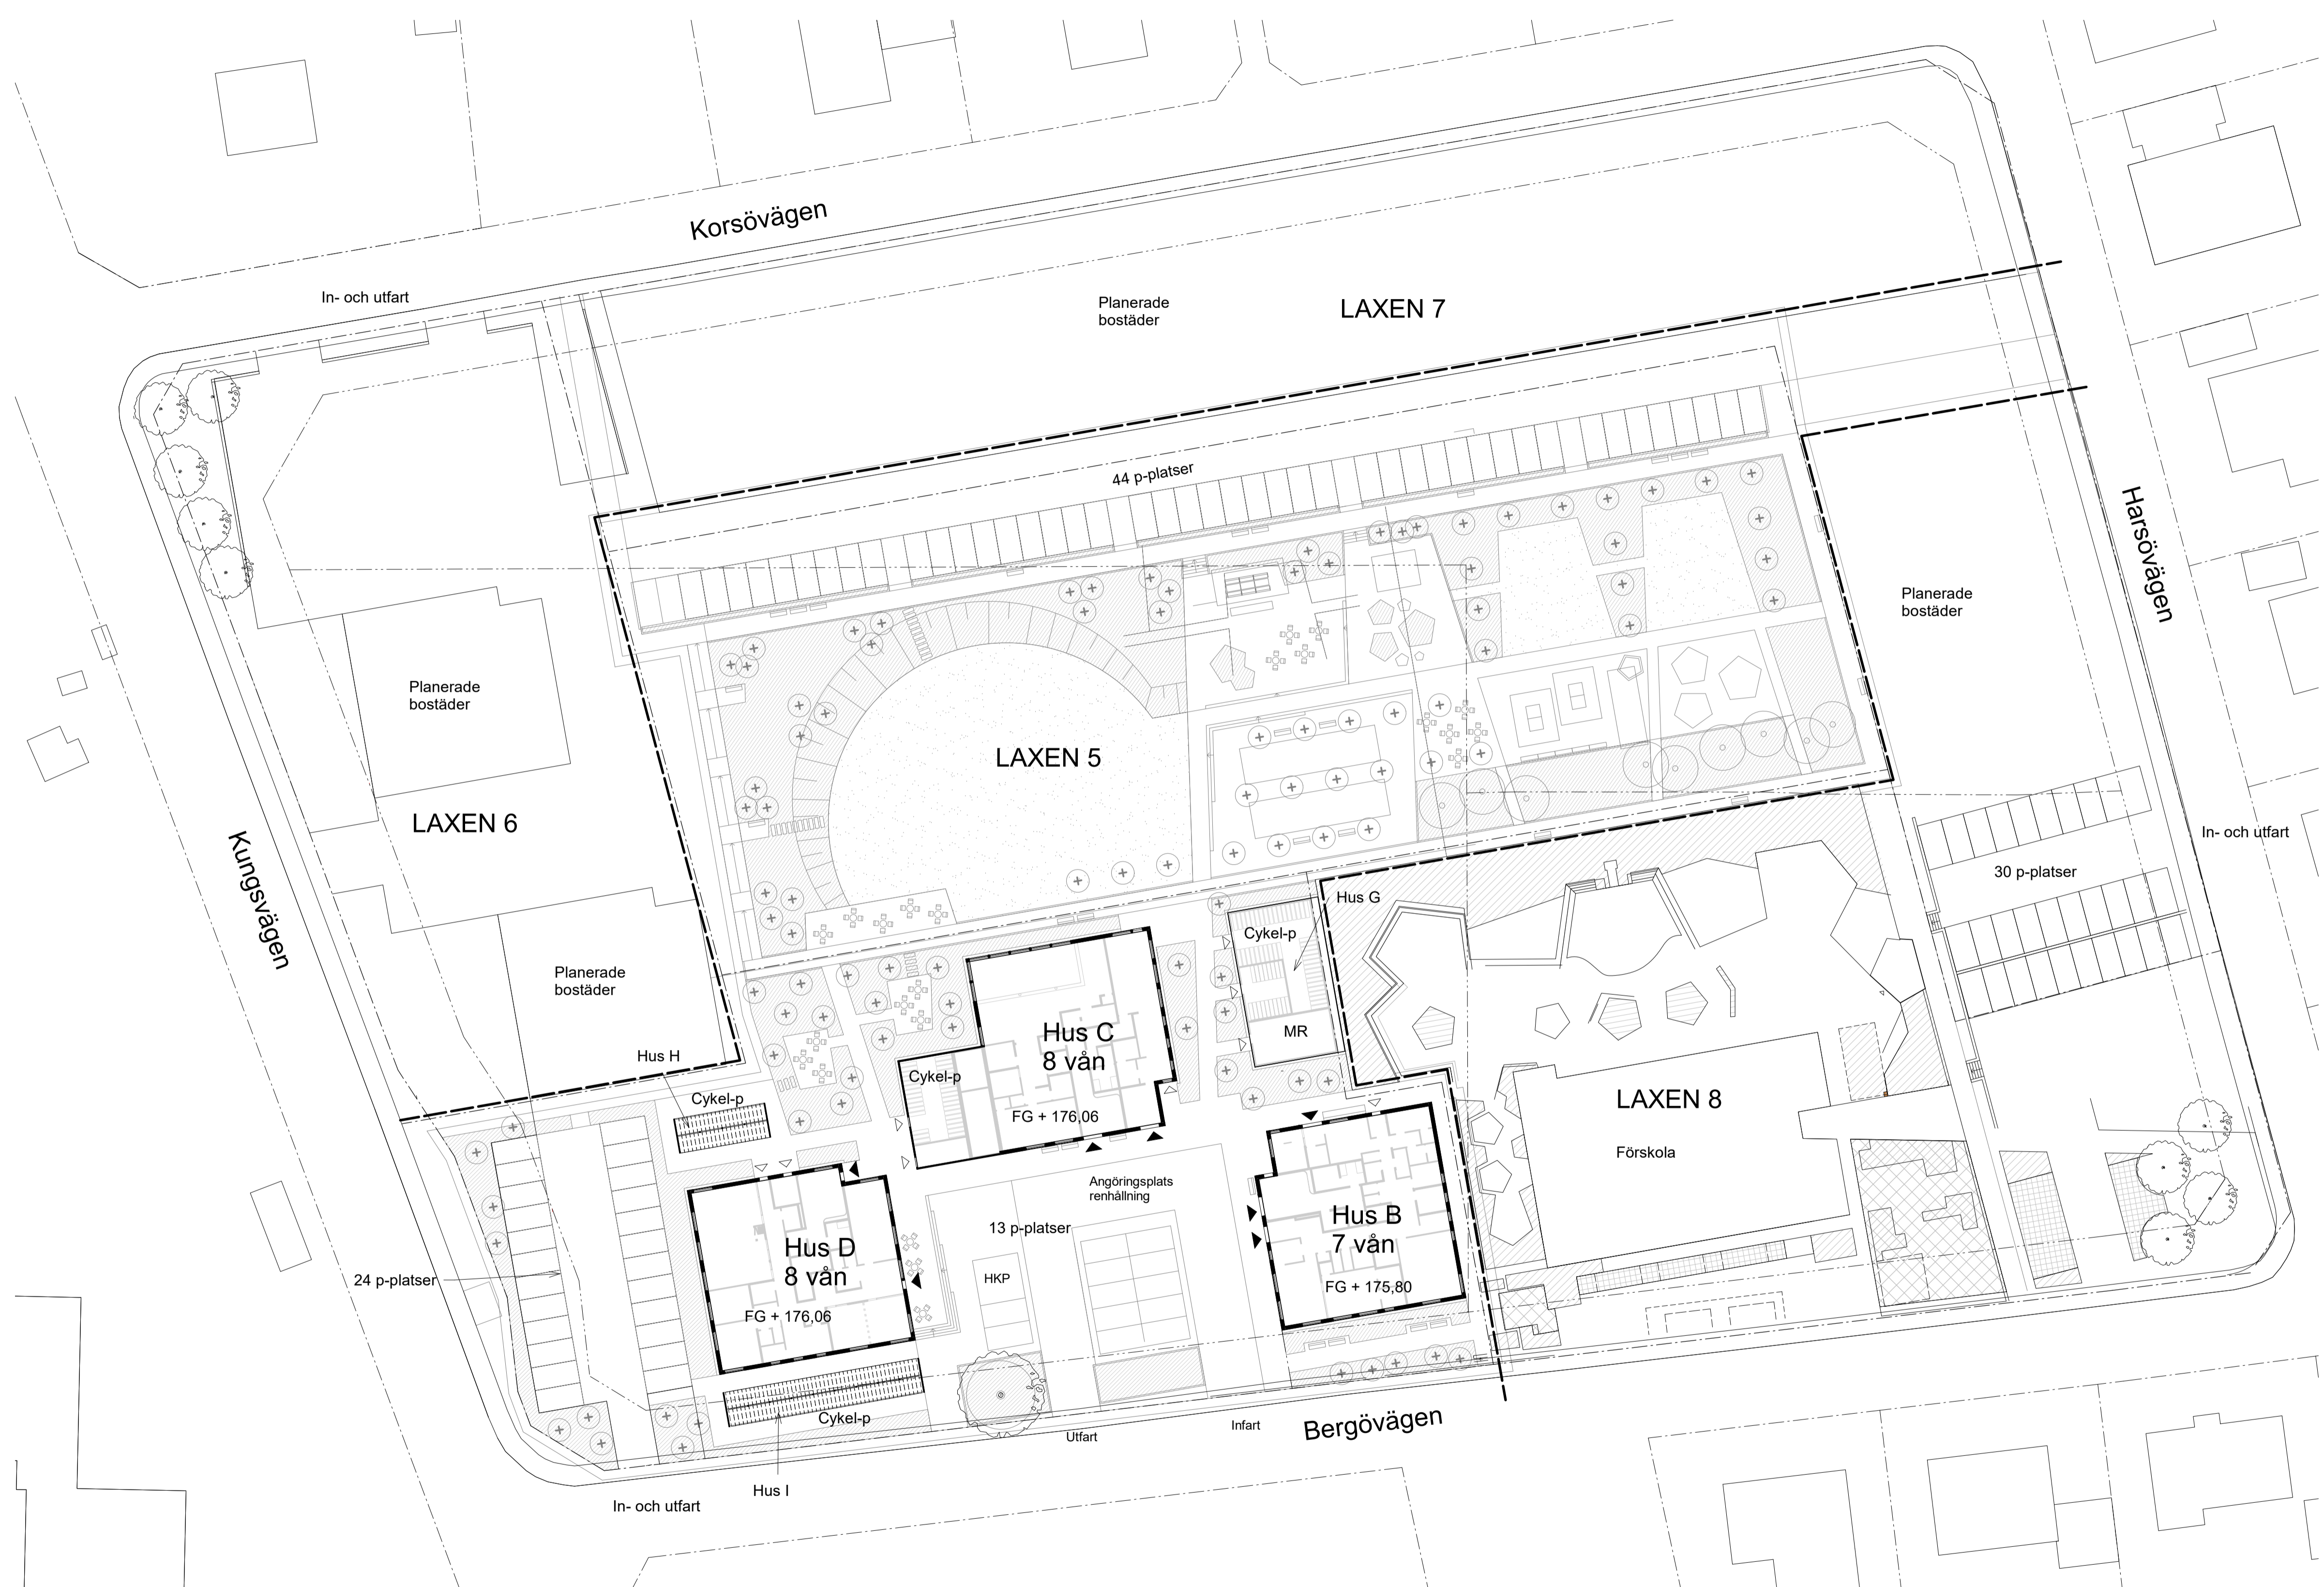 Korsövägen
In- och utfart
Planerade
bostäder
LAXEN 7
44 p-platser
Harsövägen
Planerade
bostäder
Planerade
bostäder
LAXEN 5
LAXEN 6
Kungsvägen
In- och utfart
30 p-platser
Hus G
Cykel-p
MR
Planerade
bostäder
Hus C
8 vån
FG + 176,06
Cykel-p
Hus H
Cykel-p
LAXEN 8
Förskola
Angöringsplats
renhållning
13 p-platser
HKP
Hus B
7 vån
FG + 175,80
Hus D
8 vån
FG + 176,06
24 p-platser
Cykel-p
Hus I
Utfart
Infart
Bergövägen
In- och utfart